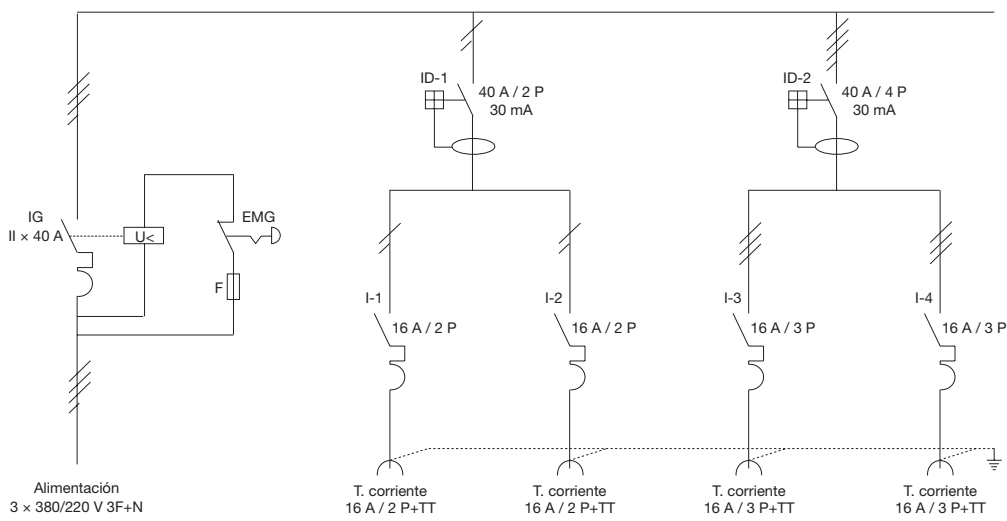 ID-1
40 A / 2 P
30 mA
ID-2
40 A / 4 P
30 mA
IG
II × 40 A
U<
EMG
F
I-1
16 A / 2 P
I-2
16 A / 2 P
I-3
16 A / 3 P
I-4
16 A / 3 P
Alimentación
3 × 380/220 V 3F+N
T. corriente
16 A / 2 P+TT
T. corriente
16 A / 2 P+TT
T. corriente
16 A / 3 P+TT
T. corriente
16 A / 3 P+TT